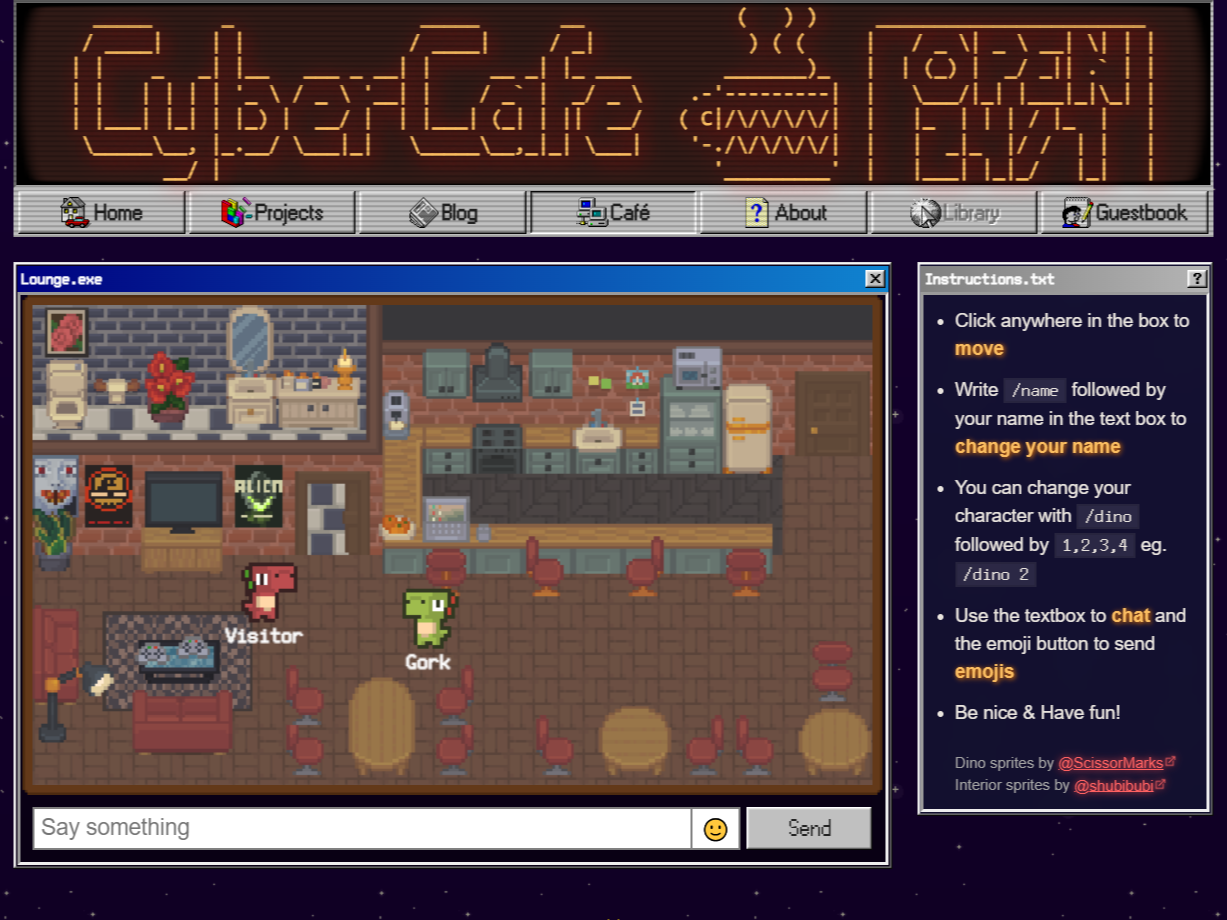 CyberCafe OPEN 24/7
Home
Projects
Blog
Café
About
Library
Guestbook
Lounge.exe
ALIEN
Visitor
Gork
Say something
Send
Instructions.txt
Click anywhere in the box to
move
Write /name followed by
your name in the text box to
change your name
You can change your
character with /dino
followed by 1,2,3,4 eg.
/dino 2
Use the textbox to chat and
the emoji button to send
emojis
Be nice & Have fun!
Dino sprites by @ScissorMarks
Interior sprites by @shubibubi